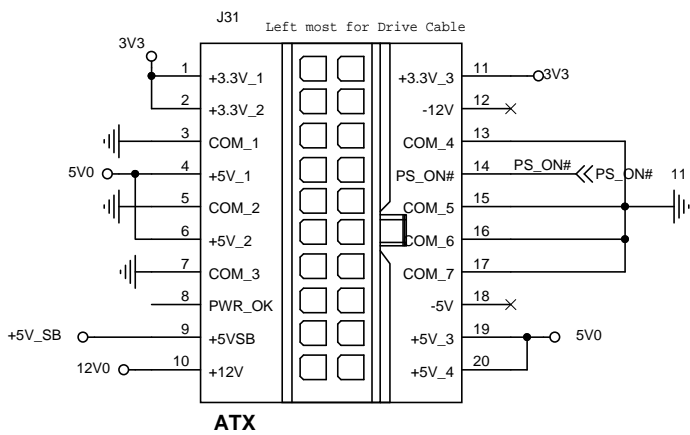 J31
Left most for Drive Cable
3V3
1 +3.3V_1 +3.3V_3 11 3V3
2 +3.3V_2 -12V 12
3 COM_1 COM_4 13
5V0 4 +5V_1 PS_ON# 14 PS_ON# PS_ON# 11
5 COM_2 COM_5 15
6 +5V_2 COM_6 16
7 COM_3 COM_7 17
8 PWR_OK -5V 18
+5V_SB 9 +5VSB +5V_3 19 5V0
12V0 10 +12V +5V_4 20
ATX